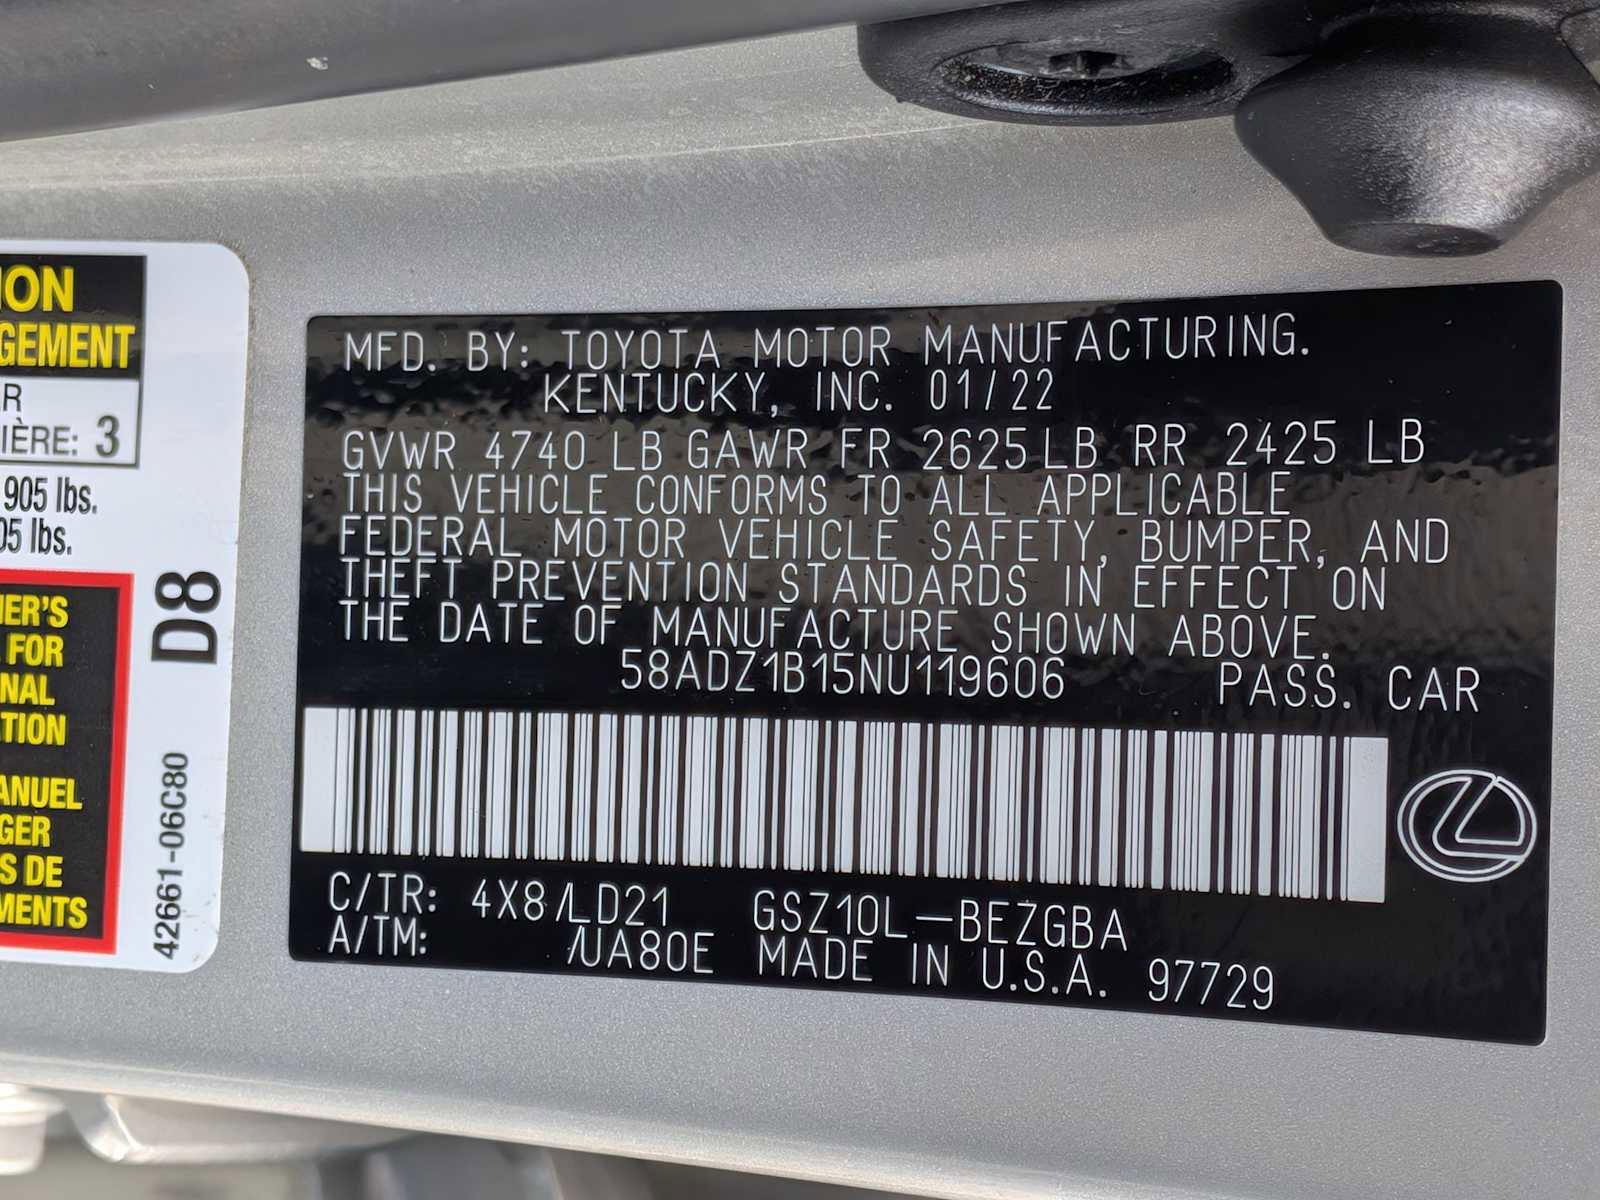 ION
GEMENT
R
IÈRE: 3
905 lbs.
05 lbs.
ER'S
FOR
NAL
TION
ANUEL
GER
S DE
MENTS
D8
42661-06C80
MFD. BY: TOYOTA MOTOR MANUFACTURING.
KENTUCKY, INC. 01/22
GVWR 4740 LB GAWR FR 2625 LB RR 2425 LB
THIS VEHICLE CONFORMS TO ALL APPLICABLE
FEDERAL MOTOR VEHICLE SAFETY, BUMPER, AND
THEFT PREVENTION STANDARDS IN EFFECT ON
THE DATE OF MANUFACTURE SHOWN ABOVE.
58ADZ1B15NU119606 PASS. CAR
C/TR: 4X8/LD21 GSZ10L-BEZGBA
A/TM: /UA80E MADE IN U.S.A. 97729